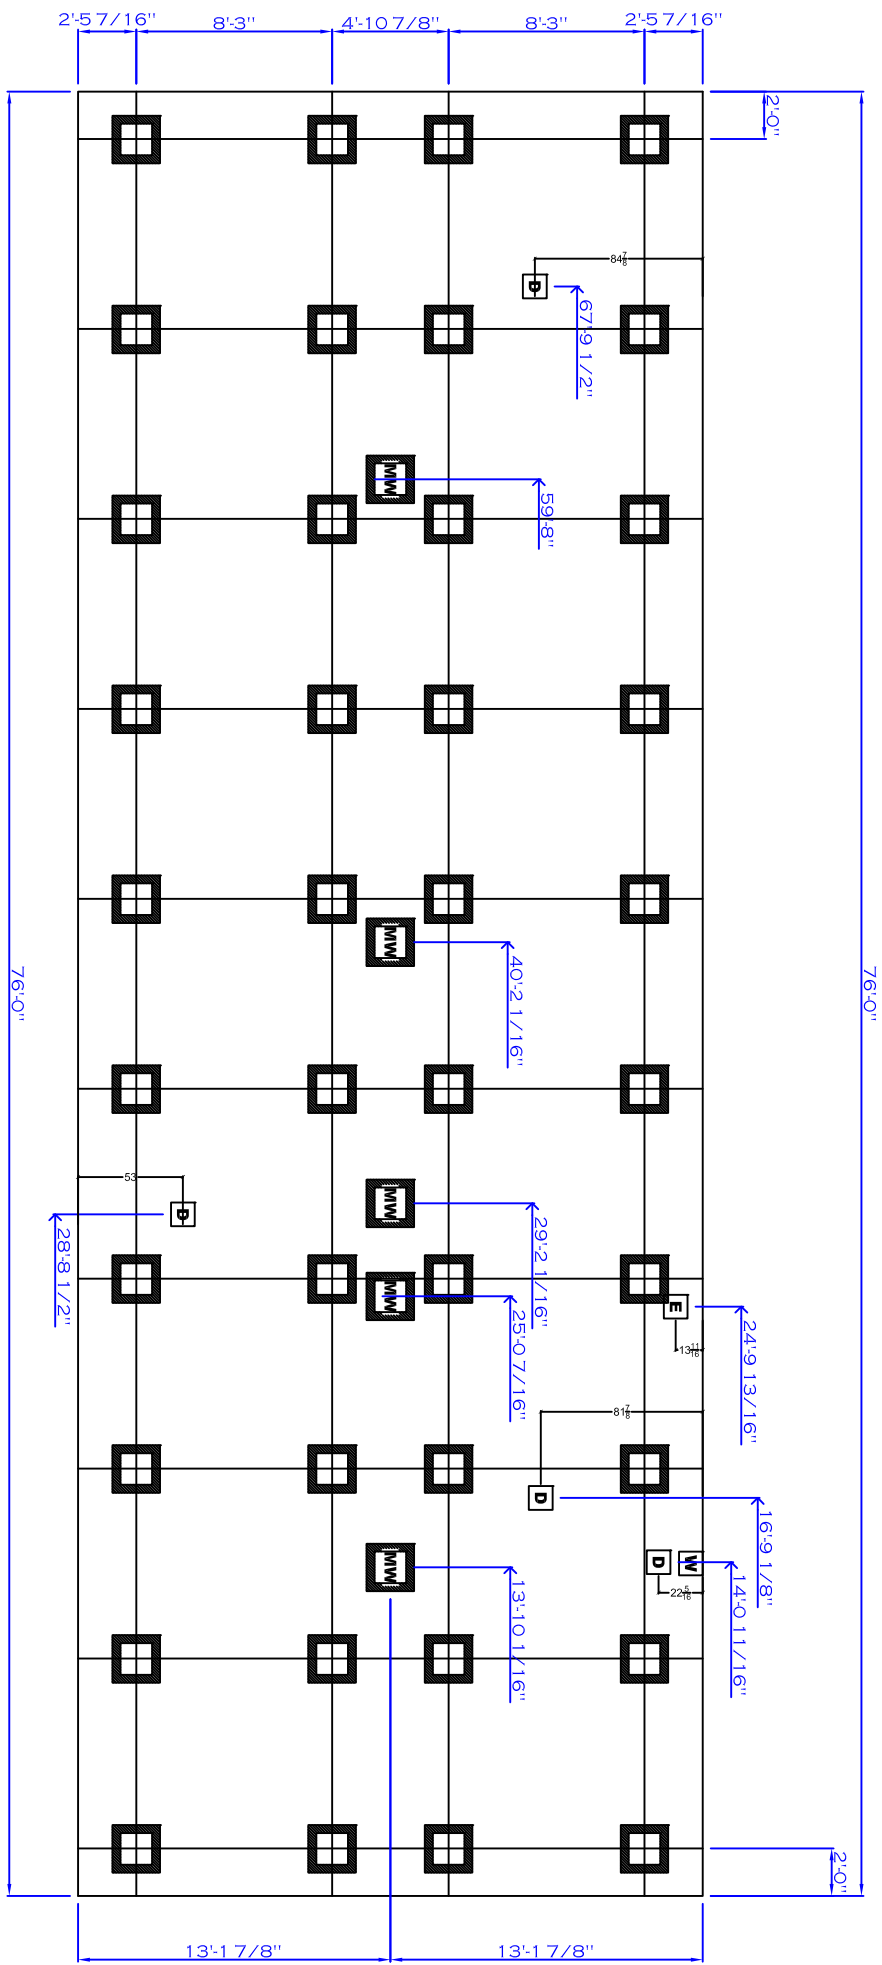 2'-5 7/16"
8'-3"
4'-10 7/8"
8'-3"
2'-5 7/16"
2'-0"
84 7/8
D
67'-9 1/2"
MW
59'-8"
76'-0"
76'-0"
MW
40'-2 1/16"
53
D
28'-8 1/2"
MW
29'-2 1/16"
MW
25'-0 7/16"
E
24'-9 13/16"
13 11/16
81 7/8
D
16'-9 1/8"
D
W
14'-0 11/16"
22 5/16
MW
13'-10 1/16"
2'-0"
13'-1 7/8"
13'-1 7/8"